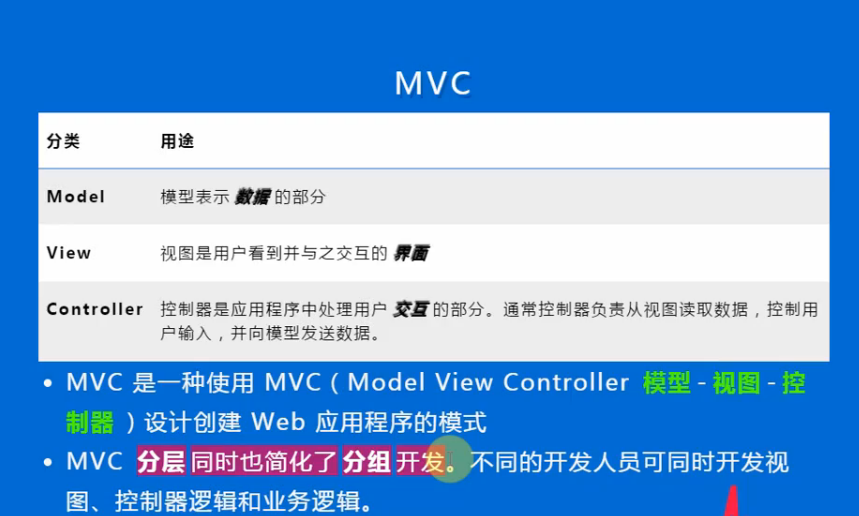 MVC
分类 用途
Model 模型表示 数据 的部分
View 视图是用户看到并与之交互的 界面
Controller 控制器是应用程序中处理用户 交互 的部分。通常控制器负责从视图读取数据，控制用
户输入，并向模型发送数据。
• MVC 是一种使用 MVC（Model View Controller 模型-视图-控
制器）设计创建 Web 应用程序的模式
• MVC 分层同时也简化了分组开发。不同的开发人员可同时开发视
图、控制器逻辑和业务逻辑。